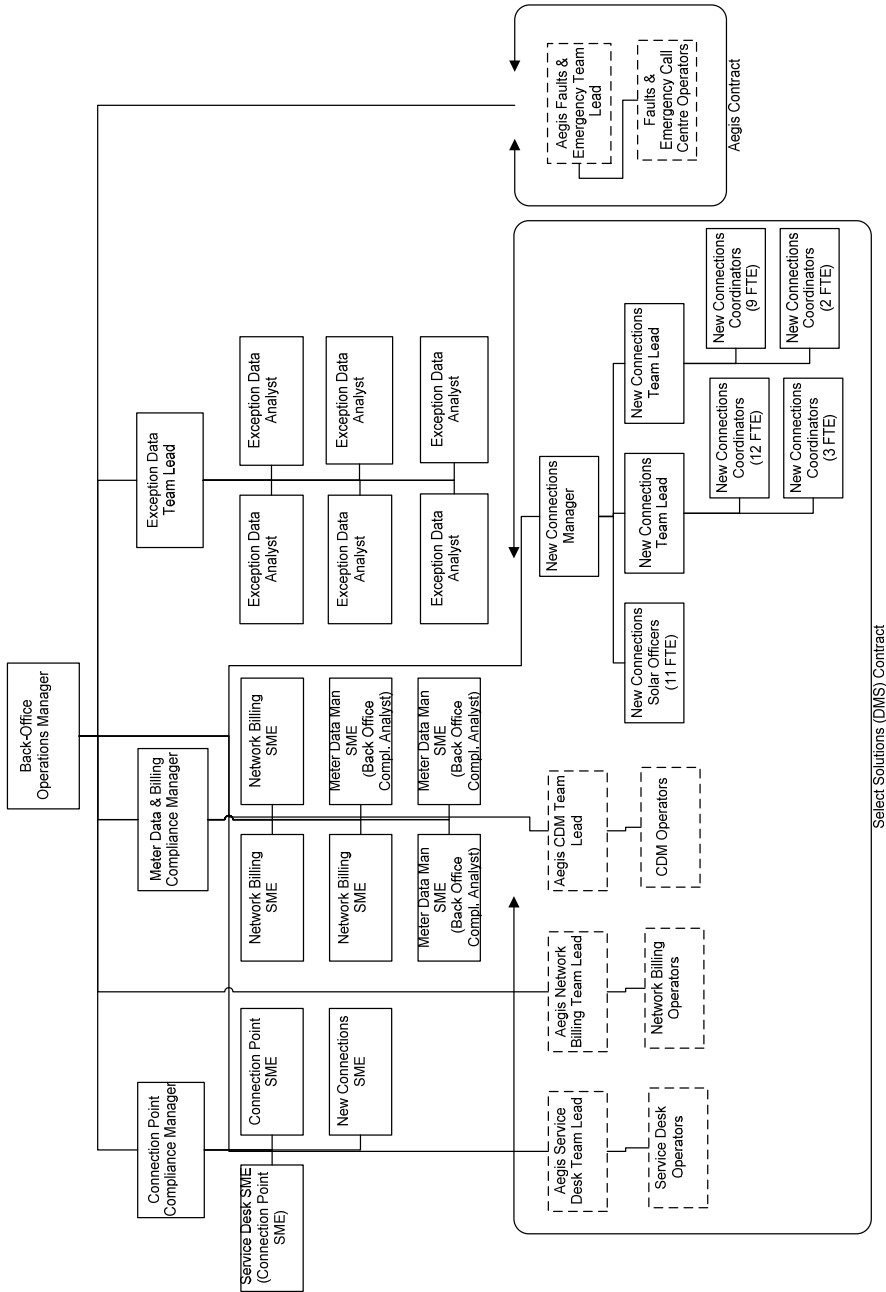 Back-Office
Operations Manager
Connection Point
Compliance Manager
Meter Data & Billing
Compliance Manager
Exception Data
Team Lead
Service Desk SME
(Connection Point
SME)
Connection Point
SME
New Connections
SME
Network Billing
SME
Network Billing
SME
Network Billing
SME
Meter Data Man
SME
(Back Office
Compl. Analyst)
Meter Data Man
SME
(Back Office
Compl. Analyst)
Meter Data Man
SME
(Back Office
Compl. Analyst)
Exception Data
Analyst
Exception Data
Analyst
Exception Data
Analyst
Exception Data
Analyst
Exception Data
Analyst
Exception Data
Analyst
Aegis Service
Desk Team Lead
Service Desk
Operators
Aegis Network
Billing Team Lead
Network Billing
Operators
Aegis CDM Team
Lead
CDM Operators
New Connections
Manager
New Connections
Solar Officers
(11 FTE)
New Connections
Team Lead
New Connections
Team Lead
New Connections
Coordinators
(12 FTE)
New Connections
Coordinators
(3 FTE)
New Connections
Coordinators
(9 FTE)
New Connections
Coordinators
(2 FTE)
Select Solutions (DMS) Contract
Aegis Faults &
Emergency Team
Lead
Faults &
Emergency Call
Centre Operators
Aegis Contract